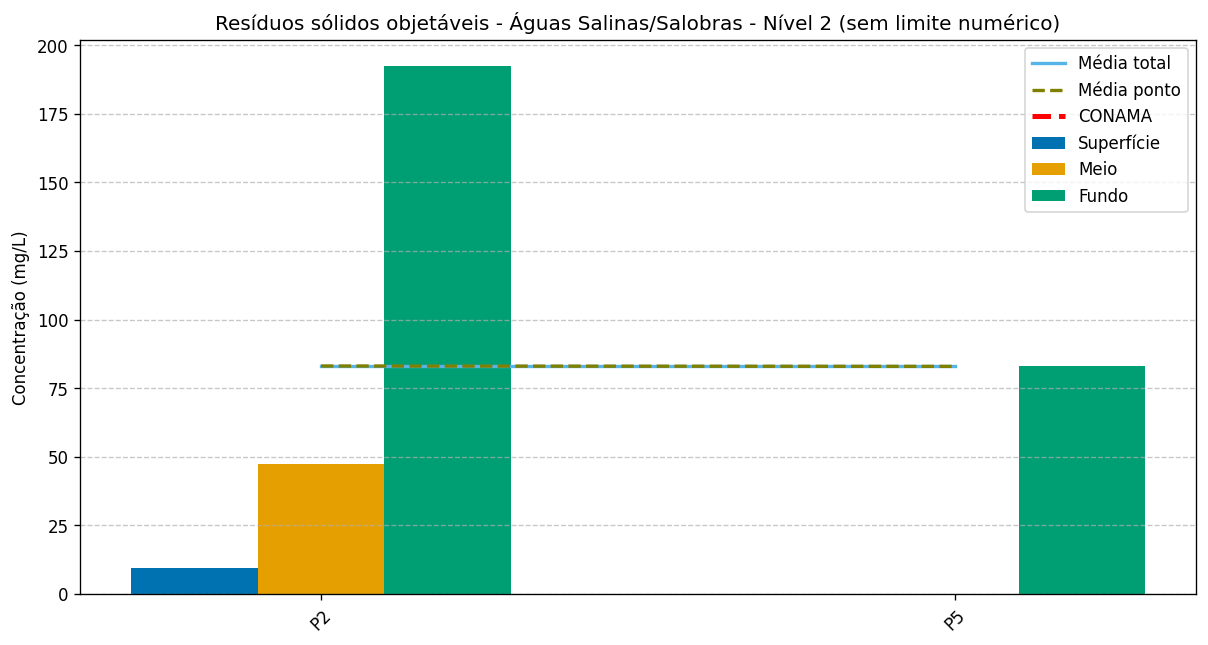 Resíduos sólidos objetáveis - Águas Salinas/Salobras - Nível 2 (sem limite numérico)
Concentração (mg/L)
200
175
150
125
100
75
50
25
0
P2
P5
Média total
Média ponto
CONAMA
Superfície
Meio
Fundo